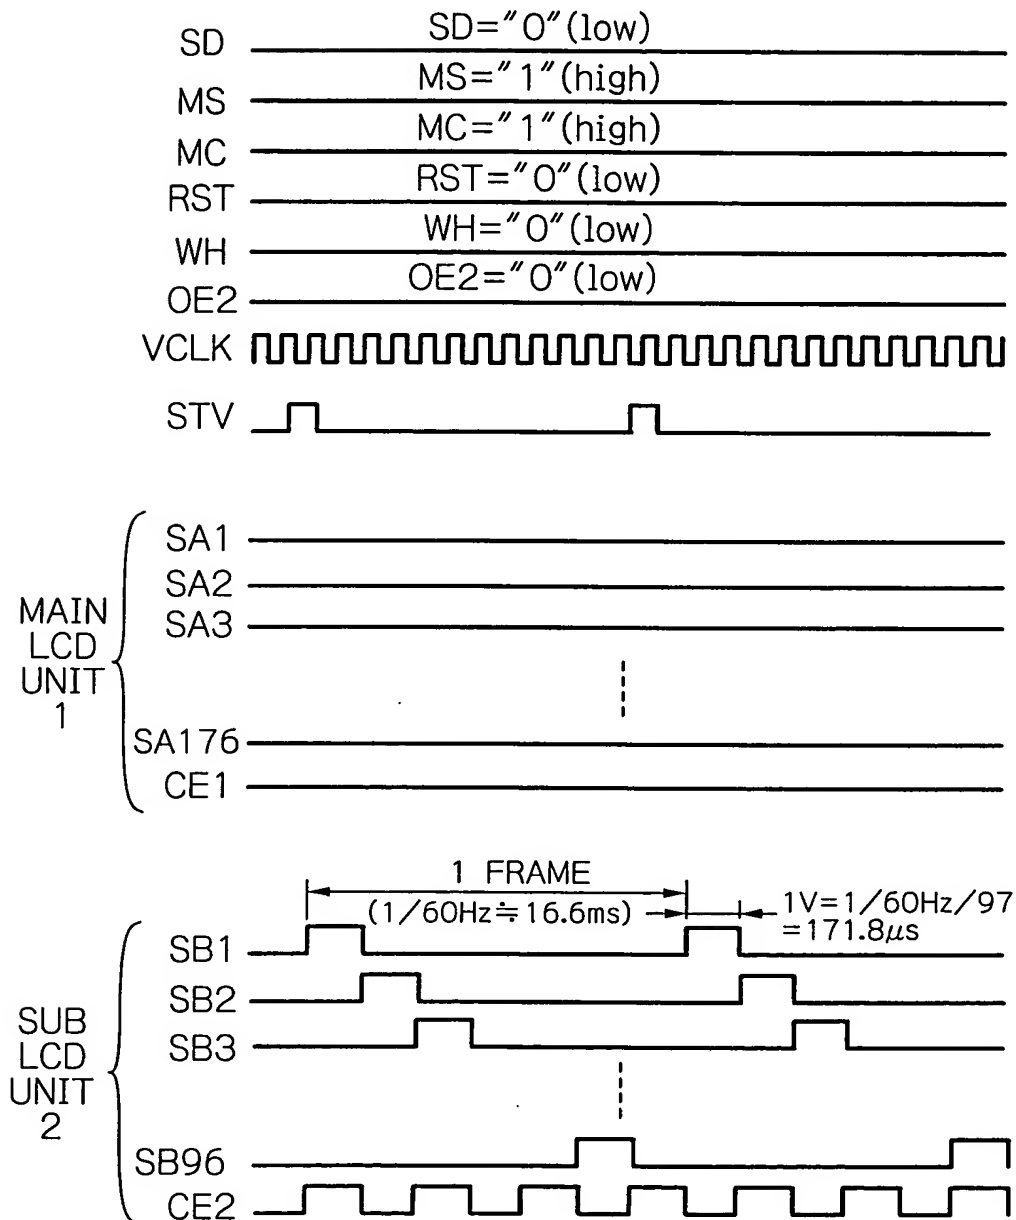 SD SD=″0″(low)
MS MS=″1″(high)
MC MC=″1″(high)
RST RST=″0″(low)
WH WH=″0″(low)
OE2 OE2=″0″(low)
VCLK
STV
MAIN
LCD
UNIT
1
SA1
SA2
SA3
SA176
CE1
1 FRAME
(1/60Hz≒16.6ms)
1V=1/60Hz/97
=171.8μs
SUB
LCD
UNIT
2
SB1
SB2
SB3
SB96
CE2